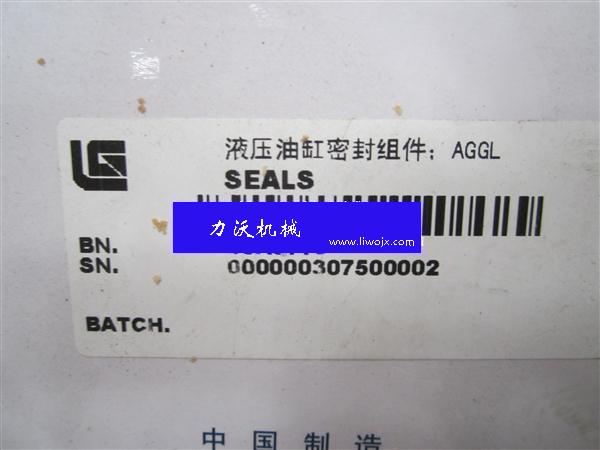 液压油缸密封组件: AGGL
SEALS
力沃机械
www.liwojx.com
BN.
SN. 000000307500002
BATCH.
中国制造